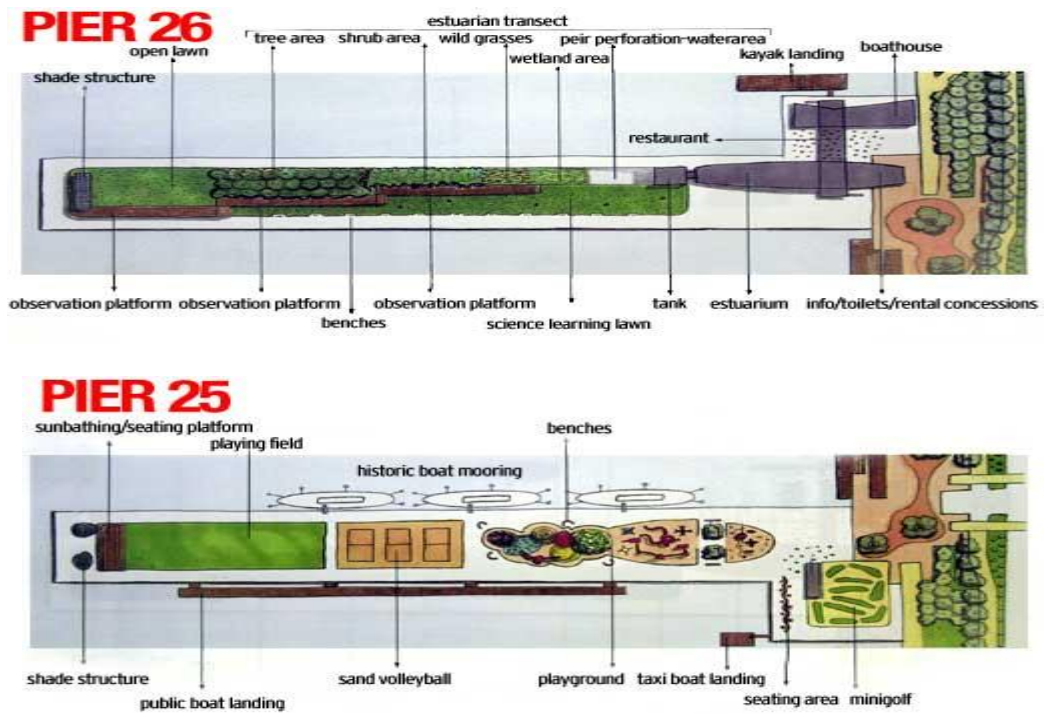 PIER 26
estuarian transect
open lawn
tree area
shrub area
wild grasses
peir perforation-waterarea
boathouse
shade structure
wetland area
kayak landing
restaurant
observation platform
observation platform
observation platform
tank
estuarium
info/toilets/rental concessions
benches
science learning lawn
PIER 25
sunbathing/seating platform
playing field
benches
historic boat mooring
shade structure
sand volleyball
playground
taxi boat landing
public boat landing
seating area
minigolf